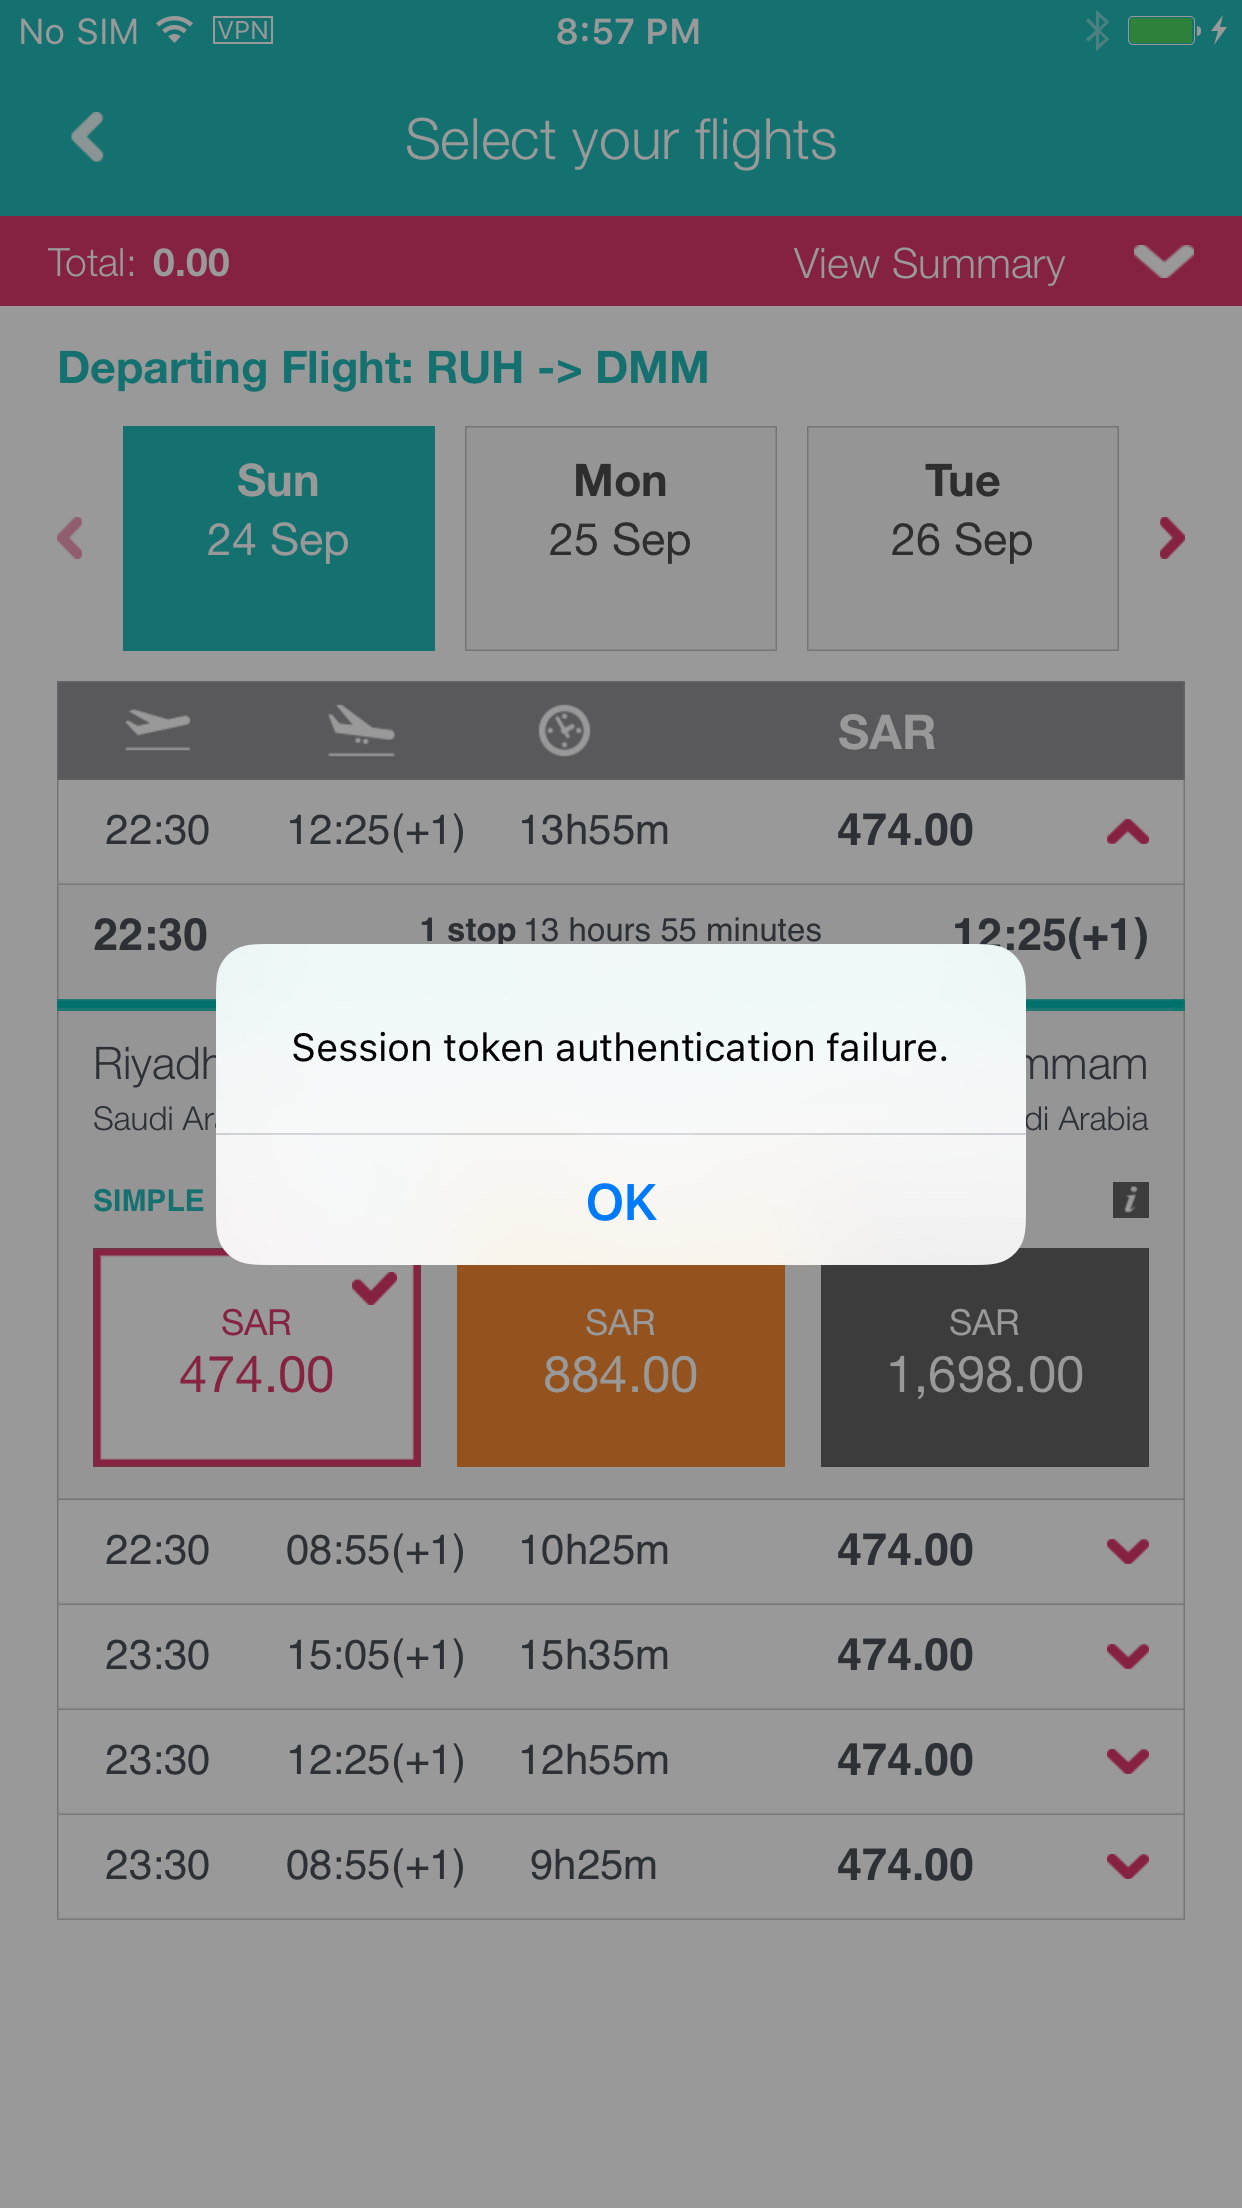 No SIM VPN 8:57 PM
Select your flights
Total: 0.00 View Summary
Departing Flight: RUH -> DMM
Sun Mon Tue
24 Sep 25 Sep 26 Sep
SAR
22:30 12:25(+1) 13h55m 474.00
22:30 1 stop 13 hours 55 minutes 12:25(+1)
Session token authentication failure.
Riyadh mmam
Saudi Ar di Arabia
OK
SIMPLE i
SAR SAR SAR
474.00 884.00 1,698.00
22:30 08:55(+1) 10h25m 474.00
23:30 15:05(+1) 15h35m 474.00
23:30 12:25(+1) 12h55m 474.00
23:30 08:55(+1) 9h25m 474.00